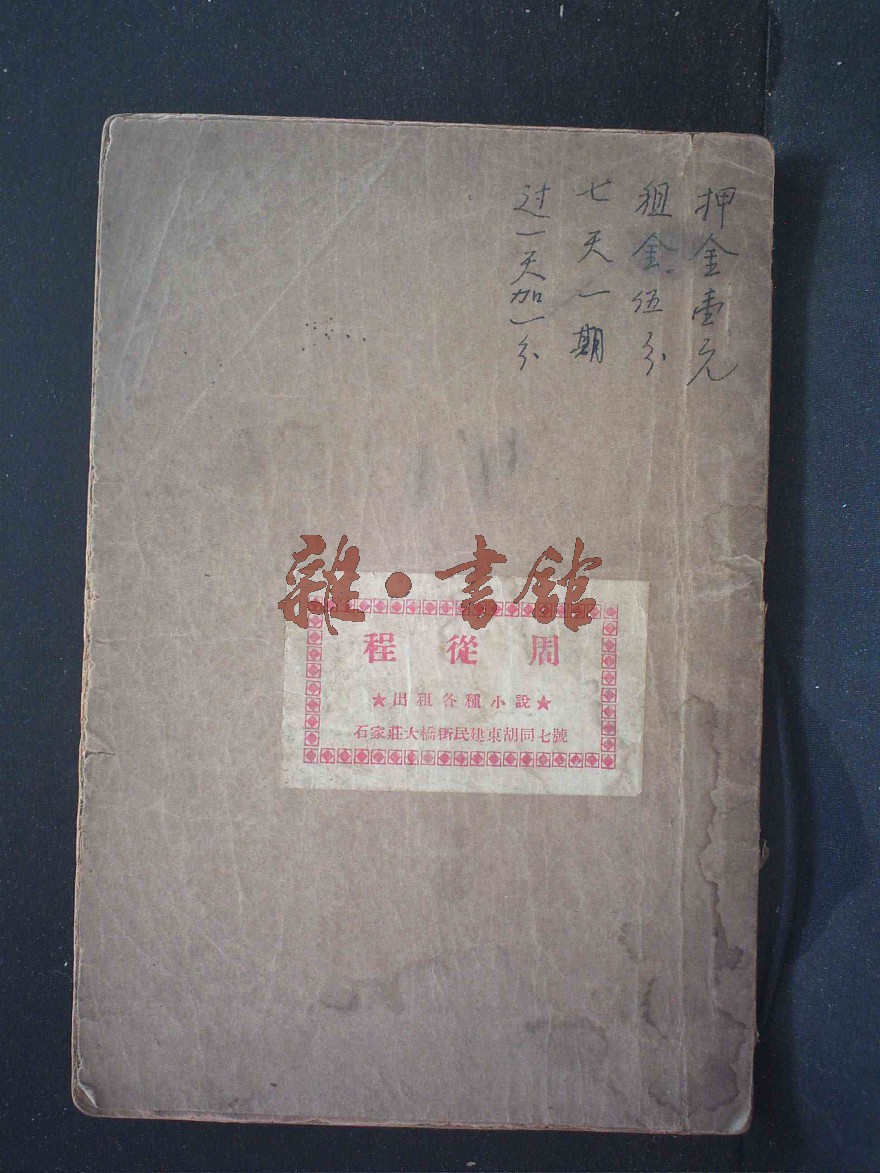 押金壹元
租金伍分
七天一期
过一天加一分
雜·書館
程從周
★出租各種小說★
石家莊大橋街民建東胡同七號